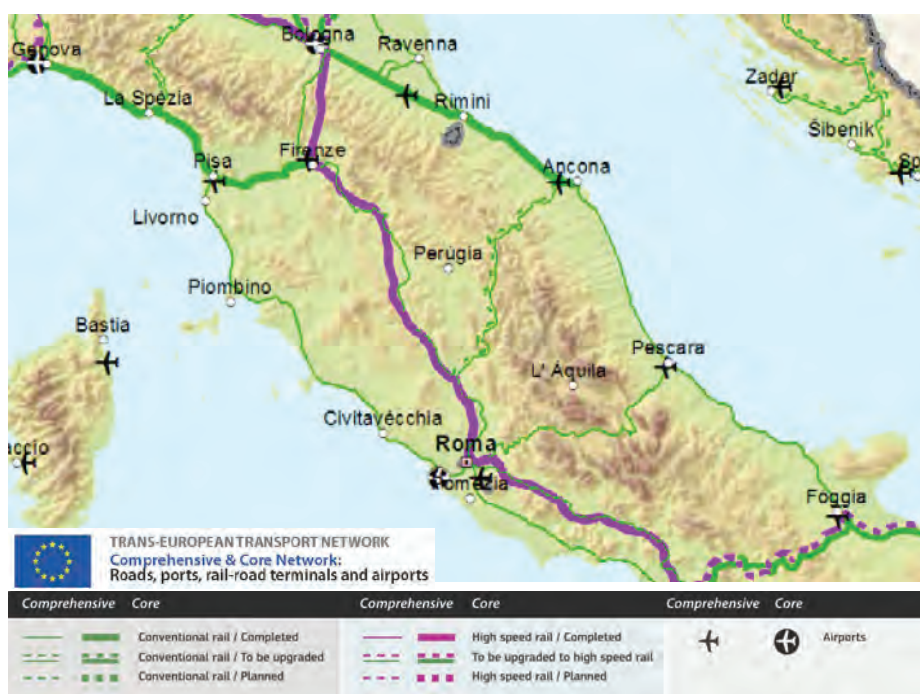 Bologna
Ravenna
Genova
Zadar
La Spezia
Rimini
Šibenik
Firenze
Pisa
Ancona
Livorno
Perugia
Piombino
Bastia
L' Aquila
Pescara
Civitavecchia
Roma
Pomezia
Foggia
TRANS-EUROPEAN TRANSPORT NETWORK
Comprehensive & Core Network:
Roads, ports, rail-road terminals and airports
Comprehensive Core Comprehensive Core Comprehensive Core
Conventional rail / Completed High speed rail / Completed Airports
Conventional rail / To be upgraded To be upgraded to high speed rail
Conventional rail / Planned High speed rail / Planned